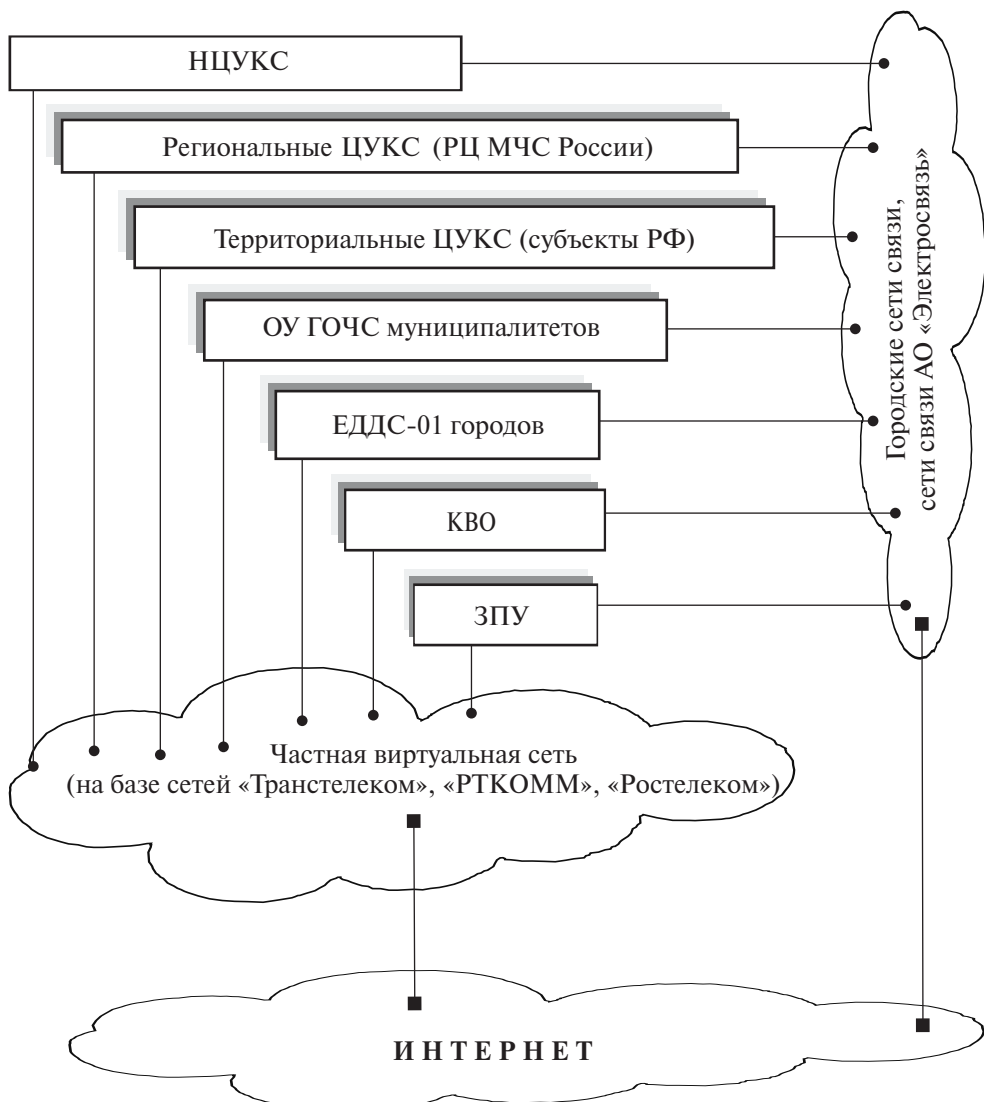 НЦУКС
Региональные ЦУКС (РЦ МЧС России)
Территориальные ЦУКС (субъекты РФ)
ОУ ГОЧС муниципалитетов
ЕДДС-01 городов
КВО
ЗПУ
Городские сети связи,
сети связи АО «Электросвязь»
Частная виртуальная сеть
(на базе сетей «Транстелеком», «РТКОММ», «Ростелеком»)
ИНТЕРНЕТ